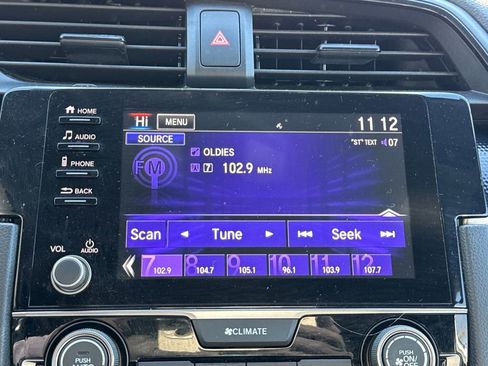 HOME
Hi MENU 11 12
AUDIO
SOURCE "ST" TEXT 07
OLDIES
PHONE
FM 7 102.9 MHz
BACK
VOL AUDIO
Scan Tune Seek
7 8 9 10 11 12
102.9 104.7 105.1 96.1 103.9 107.7
CLIMATE
PUSH AUTO
PUSH ON/OFF